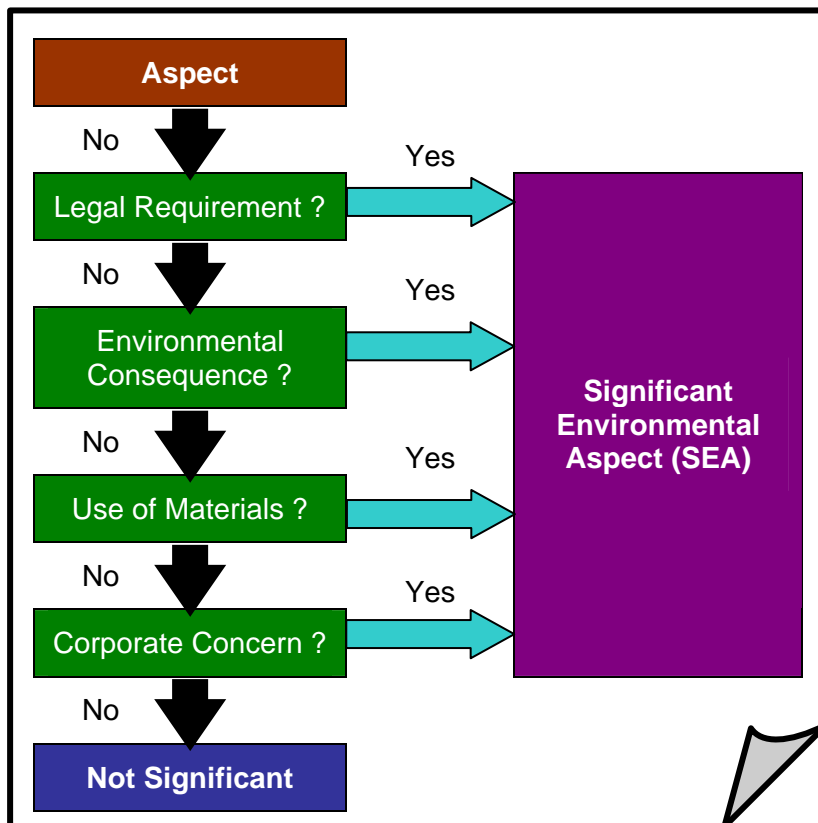 Aspect
No
Yes
Legal Requirement ?
No
Yes
Environmental
Consequence ?
Significant
Environmental
Aspect (SEA)
No
Yes
Use of Materials ?
No
Yes
Corporate Concern ?
No
Not Significant